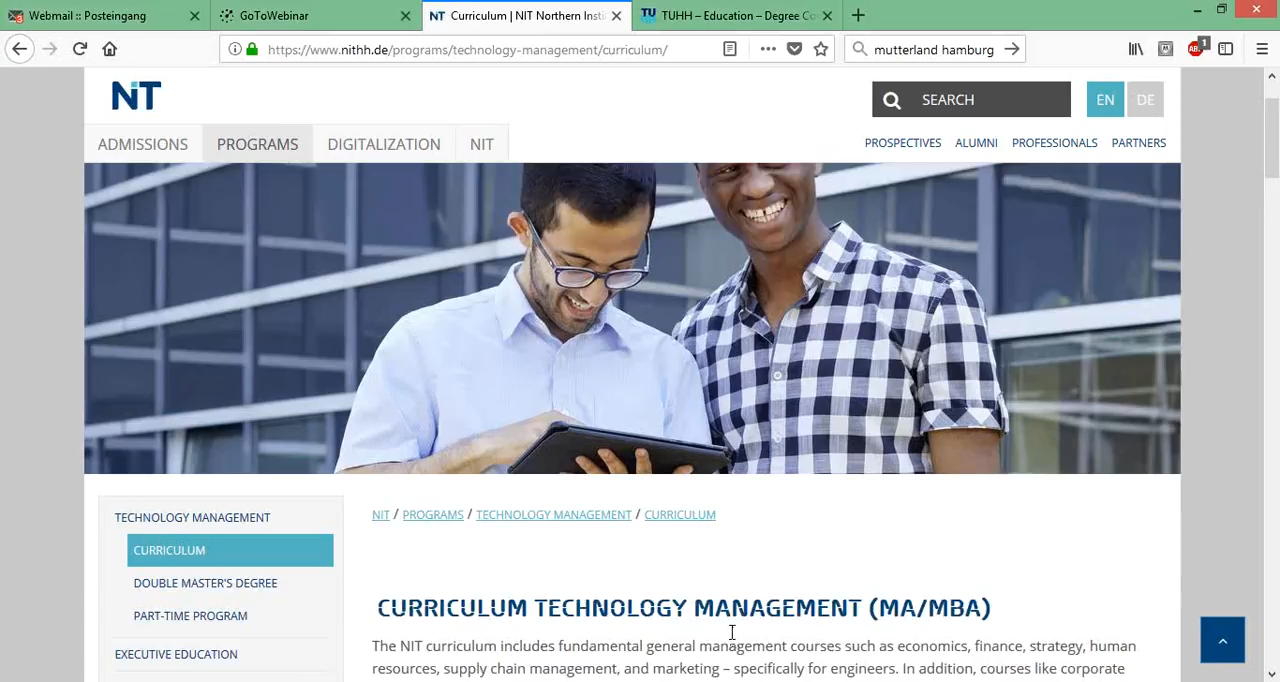 Webmail :: Posteingang
GoToWebinar
NIT Curriculum | NIT Northern Insti
TU TUHH – Education – Degree Co
https://www.nithh.de/programs/technology-management/curriculum/
mutterland hamburg
1
NIT
SEARCH
EN
DE
ADMISSIONS
PROGRAMS
DIGITALIZATION
NIT
PROSPECTIVES
ALUMNI
PROFESSIONALS
PARTNERS
TECHNOLOGY MANAGEMENT
CURRICULUM
DOUBLE MASTER'S DEGREE
PART-TIME PROGRAM
EXECUTIVE EDUCATION
NIT / PROGRAMS / TECHNOLOGY MANAGEMENT / CURRICULUM
CURRICULUM TECHNOLOGY MANAGEMENT (MA/MBA)
The NIT curriculum includes fundamental general management courses such as economics, finance, strategy, human
resources, supply chain management, and marketing – specifically for engineers. In addition, courses like corporate